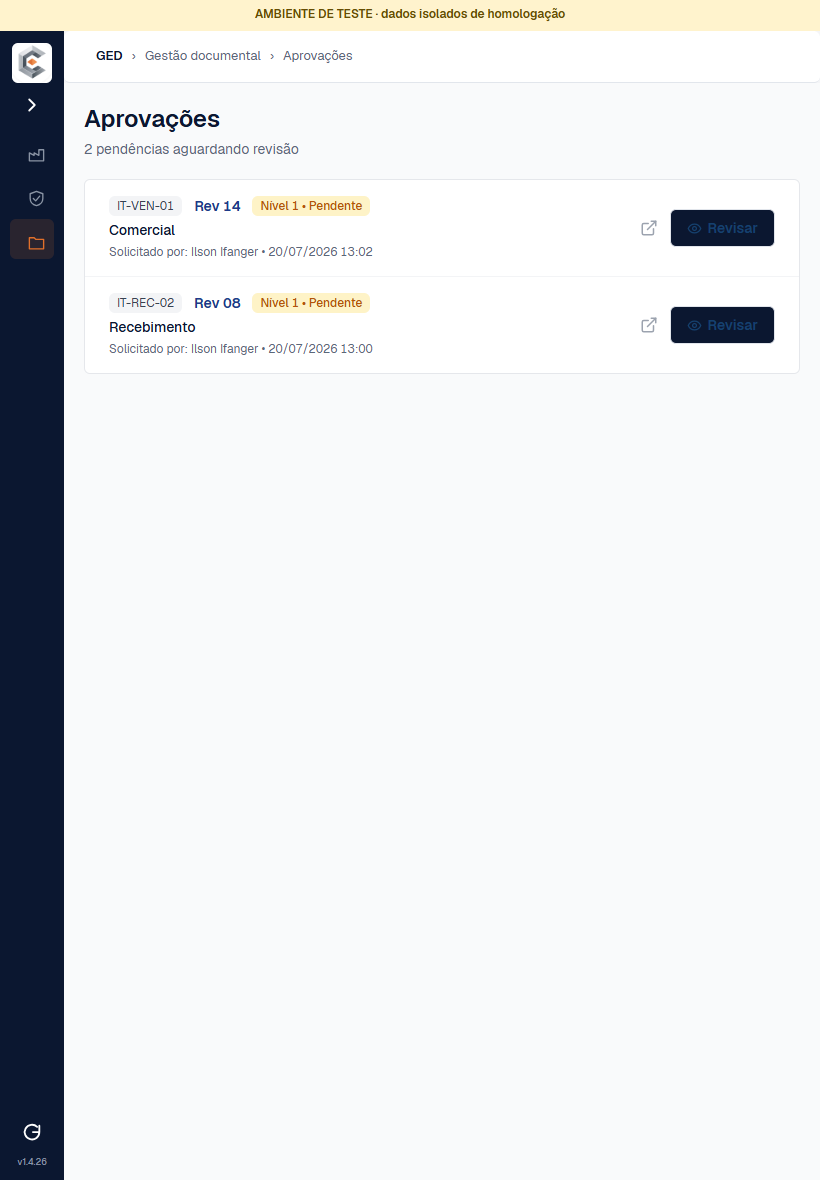 AMBIENTE DE TESTE · dados isolados de homologação
GED › Gestão documental › Aprovações
Aprovações
2 pendências aguardando revisão
IT-VEN-01 Rev 14 Nível 1 • Pendente
Comercial
Solicitado por: Ilson Ifanger • 20/07/2026 13:02
Revisar
IT-REC-02 Rev 08 Nível 1 • Pendente
Recebimento
Solicitado por: Ilson Ifanger • 20/07/2026 13:00
Revisar
v1.4.26